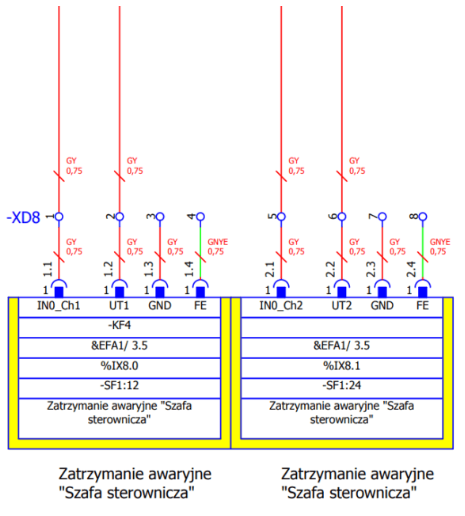 GY
0,75
GY
0,75
GY
0,75
GY
0,75
-XD8
1
2
3
4
5
6
7
8
GY
0,75
GY
0,75
GY
0,75
GNYE
0,75
GY
0,75
GY
0,75
GY
0,75
GNYE
0,75
1.1
1.2
1.3
1.4
2.1
2.2
2.3
2.4
1
1
1
1
1
1
1
1
IN0_Ch1
UT1
GND
FE
IN0_Ch2
UT2
GND
FE
-KF4
&EFA1/ 3.5
&EFA1/ 3.5
%IX8.0
%IX8.1
-SF1:12
-SF1:24
Zatrzymanie awaryjne "Szafa
sterownicza"
Zatrzymanie awaryjne "Szafa
sterownicza"
Zatrzymanie awaryjne
"Szafa sterownicza"
Zatrzymanie awaryjne
"Szafa sterownicza"